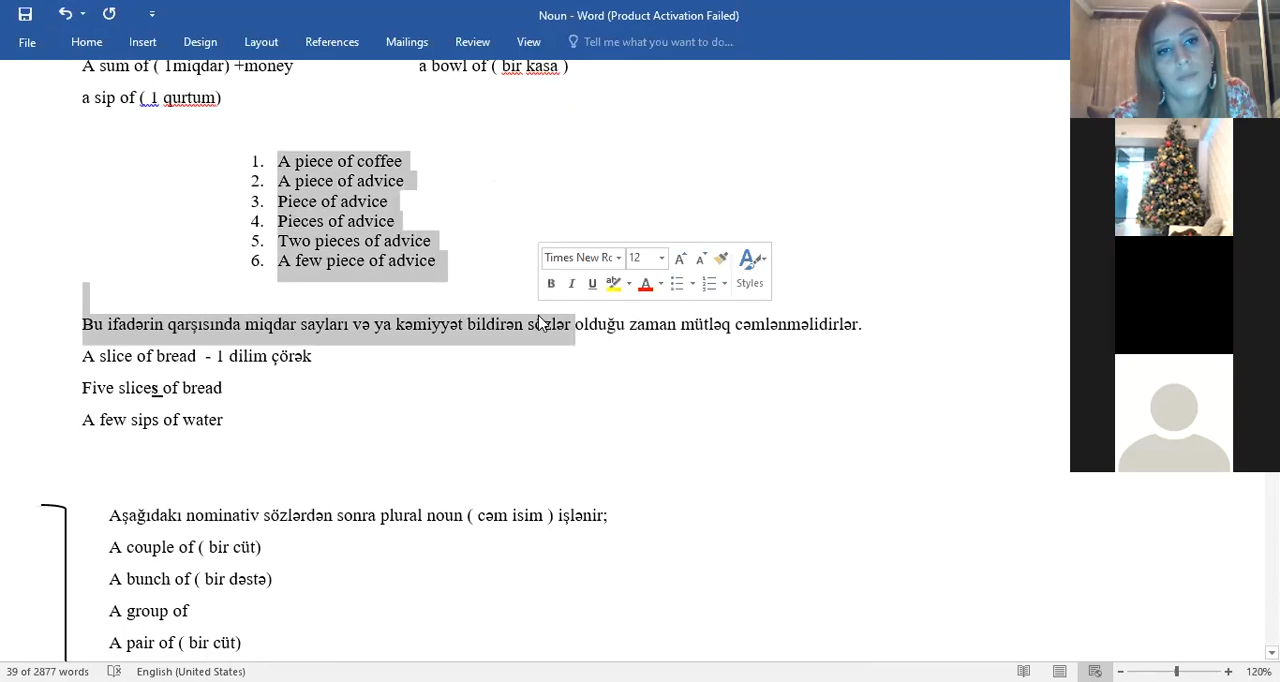 Noun - Word (Product Activation Failed)
File Home Insert Design Layout References Mailings Review View Tell me what you want to do...
A sum of ( 1miqdar) +money a bowl of ( bir kasa )
a sip of ( 1 qurtum)
1. A piece of coffee
2. A piece of advice
3. Piece of advice
4. Pieces of advice
5. Two pieces of advice
6. A few piece of advice
Times New Ro 12
B I U Styles
Bu ifadərin qarşısında miqdar sayları və ya kəmiyyət bildirən sözlər olduğu zaman mütləq cəmlənməlidirlər.
A slice of bread - 1 dilim çörək
Five slices of bread
A few sips of water
Aşağıdakı nominativ sözlərdən sonra plural noun ( cəm isim ) işlənir;
A couple of ( bir cüt)
A bunch of ( bir dəstə)
A group of
A pair of ( bir cüt)
39 of 2877 words English (United States) 120%